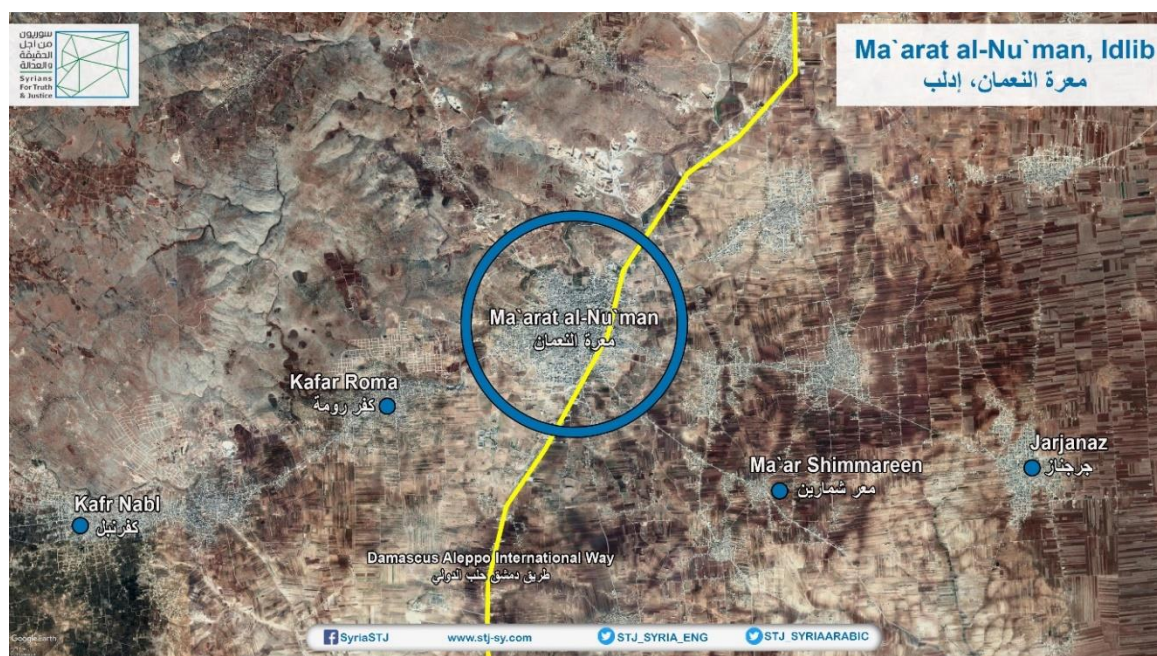 سوريون
من أجل
الحقيقة
والعدالة
Syrians
For Truth
& Justice
Ma`arat al-Nu`man, Idlib
معرة النعمان، إدلب
Ma`arat al-Nu`man
معرة النعمان
Kafar Roma
كفر رومة
Kafr Nabl
كفرنبل
Ma`ar Shimmareen
معر شمارين
Jarjanaz
جرجناز
Damascus Aleppo International Way
طريق دمشق حلب الدولي
Google Earth
SyriaSTJ
www.stj-sy.com
STJ_SYRIA_ENG
STJ_SYRIAARABIC